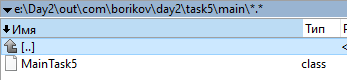 e:\Day2\out\com\borikov\day2\task5\main\*.*
Имя Тип
[..]
MainTask5 class